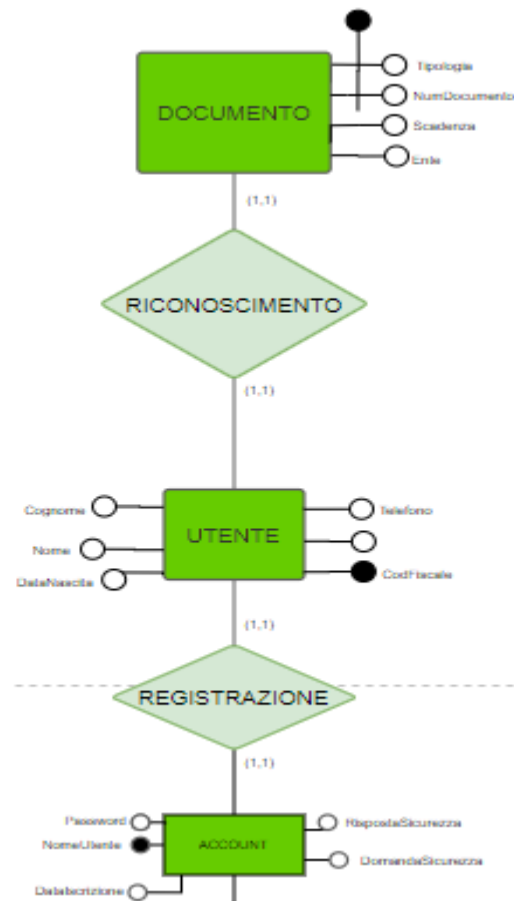 Tipologia
DOCUMENTO
NumDocumento
Scadenza
Ente
(1,1)
RICONOSCIMENTO
(1,1)
Cognome
Telefono
UTENTE
Nome
CodFiscale
DataNascita
(1,1)
REGISTRAZIONE
(1,1)
Password
RispostaSicurezza
NomeUtente
ACCOUNT
DomandaSicurezza
DataIscrizione